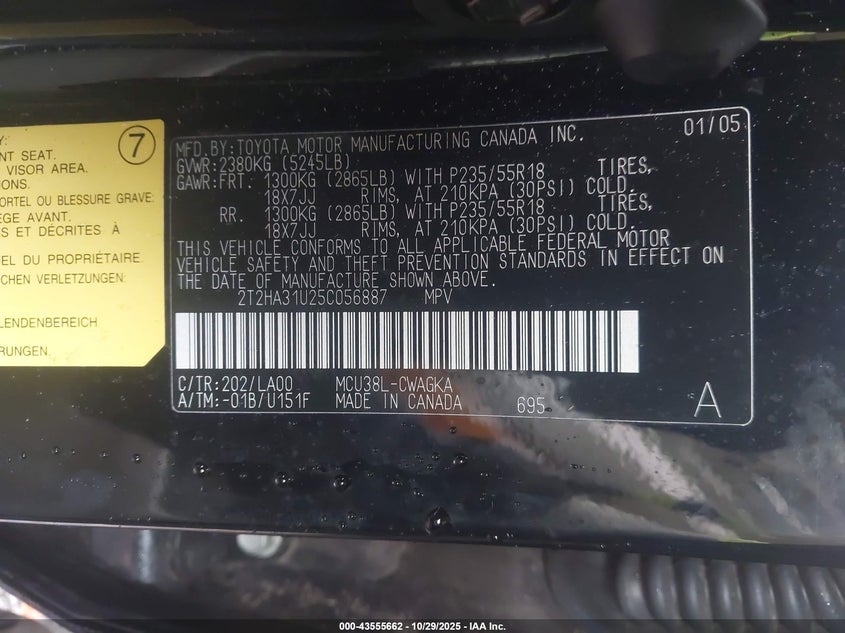 Y:
7
NT SEAT.
VISOR AREA.
IONS.
ORTEL OU BLESSURE GRAVE:
EGE AVANT.
ES ET DÉCRITES À
EL DU PROPRIÉTAIRE.
ICHEN VERLETZUNGEN:
LENDENBEREICH
RUNGEN.
MFD.BY:TOYOTA MOTOR MANUFACTURING CANADA INC. 01/05
GVWR:2380KG (5245LB)
GAWR:FRT. 1300KG (2865LB) WITH P235/55R18 TIRES,
18X7JJ RIMS, AT 210KPA (30PSI) COLD.
RR. 1300KG (2865LB) WITH P235/55R18 TIRES,
18X7JJ RIMS, AT 210KPA (30PSI) COLD.
THIS VEHICLE CONFORMS TO ALL APPLICABLE FEDERAL MOTOR
VEHICLE SAFETY AND THEFT PREVENTION STANDARDS IN EFFECT ON
THE DATE OF MANUFACTURE SHOWN ABOVE.
2T2HA31U25C056887 MPV
C/TR:202/LA00 MCU38L-CWAGKA
A/TM:-01B/U151F MADE IN CANADA 695 A
000-43555662 - 10/29/2025 - IAA Inc.